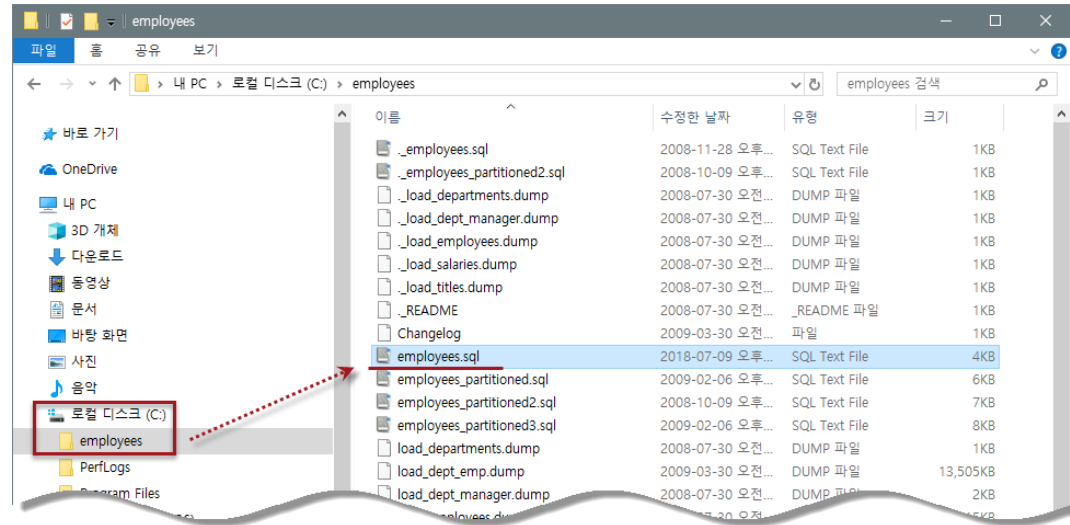 employees
파일 홈 공유 보기
내 PC > 로컬 디스크 (C:) > employees
employees 검색
바로 가기
OneDrive
내 PC
3D 개체
다운로드
동영상
문서
바탕 화면
사진
음악
로컬 디스크 (C:)
employees
PerfLogs
Program Files
이름 수정한 날짜 유형 크기
._employees.sql 2008-11-28 오후... SQL Text File 1KB
._employees_partitioned2.sql 2008-10-09 오후... SQL Text File 1KB
._load_departments.dump 2008-07-30 오전... DUMP 파일 1KB
._load_dept_manager.dump 2008-07-30 오전... DUMP 파일 1KB
._load_employees.dump 2008-07-30 오전... DUMP 파일 1KB
._load_salaries.dump 2008-07-30 오전... DUMP 파일 1KB
._load_titles.dump 2008-07-30 오전... DUMP 파일 1KB
._README 2008-07-30 오전... _README 파일 1KB
Changelog 2009-03-30 오전... 파일 1KB
employees.sql 2018-07-09 오후... SQL Text File 4KB
employees_partitioned.sql 2009-02-06 오후... SQL Text File 6KB
employees_partitioned2.sql 2018-10-09 오후... SQL Text File 7KB
employees_partitioned3.sql 2009-02-06 오후... SQL Text File 8KB
load_departments.dump 2008-07-30 오전... DUMP 파일 1KB
load_dept_emp.dump 2009-03-30 오전... DUMP 파일 13,505KB
load_dept_manager.dump 2008-07-30 오전... DUMP 파일 2KB